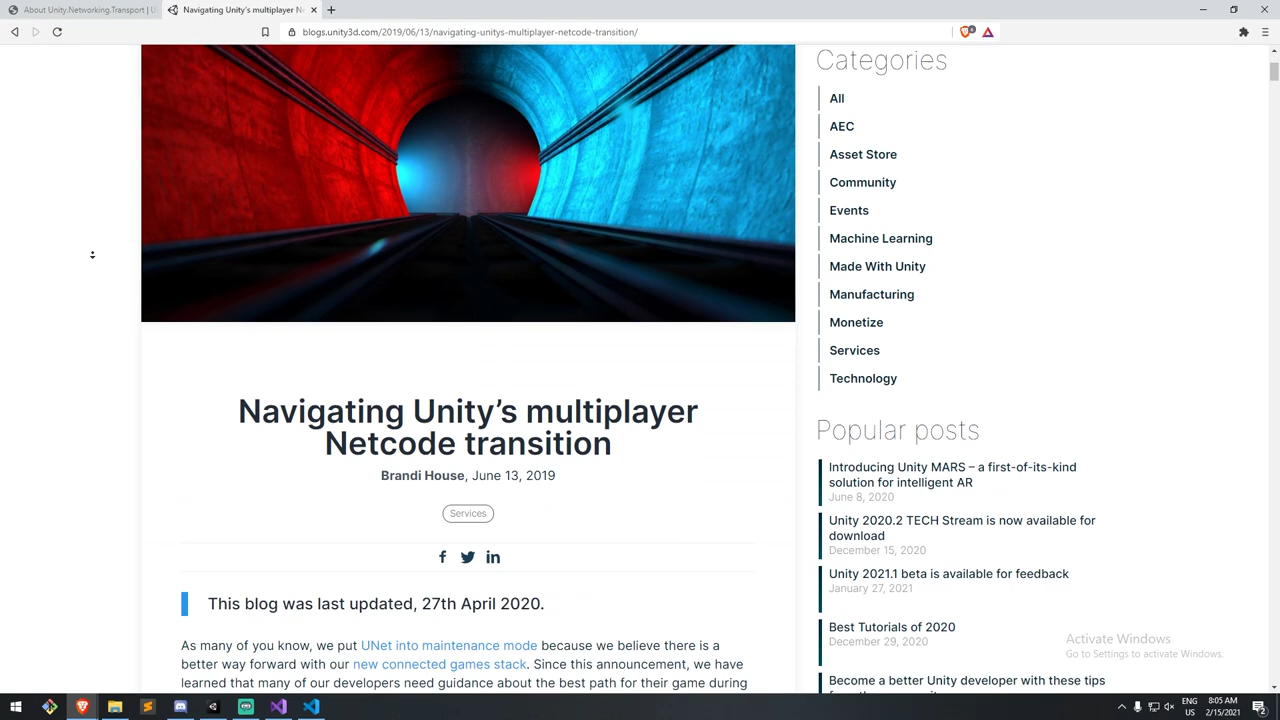 About Unity.Networking.Transport | U
Navigating Unity's multiplayer N
blogs.unity3d.com/2019/06/13/navigating-unitys-multiplayer-netcode-transition/
Categories
All
AEC
Asset Store
Community
Events
Machine Learning
Made With Unity
Manufacturing
Monetize
Services
Technology
Navigating Unity’s multiplayer
Netcode transition
Brandi House, June 13, 2019
Services
This blog was last updated, 27th April 2020.
As many of you know, we put UNet into maintenance mode because we believe there is a
better way forward with our new connected games stack. Since this announcement, we have
learned that many of our developers need guidance about the best path for their game during
Popular posts
Introducing Unity MARS – a first-of-its-kind
solution for intelligent AR
June 8, 2020
Unity 2020.2 TECH Stream is now available for
download
December 15, 2020
Unity 2021.1 beta is available for feedback
January 27, 2021
Best Tutorials of 2020
December 29, 2020
Become a better Unity developer with these tips
Activate Windows
Go to Settings to activate Windows.
ENG
US
8:05 AM
2/15/2021
2